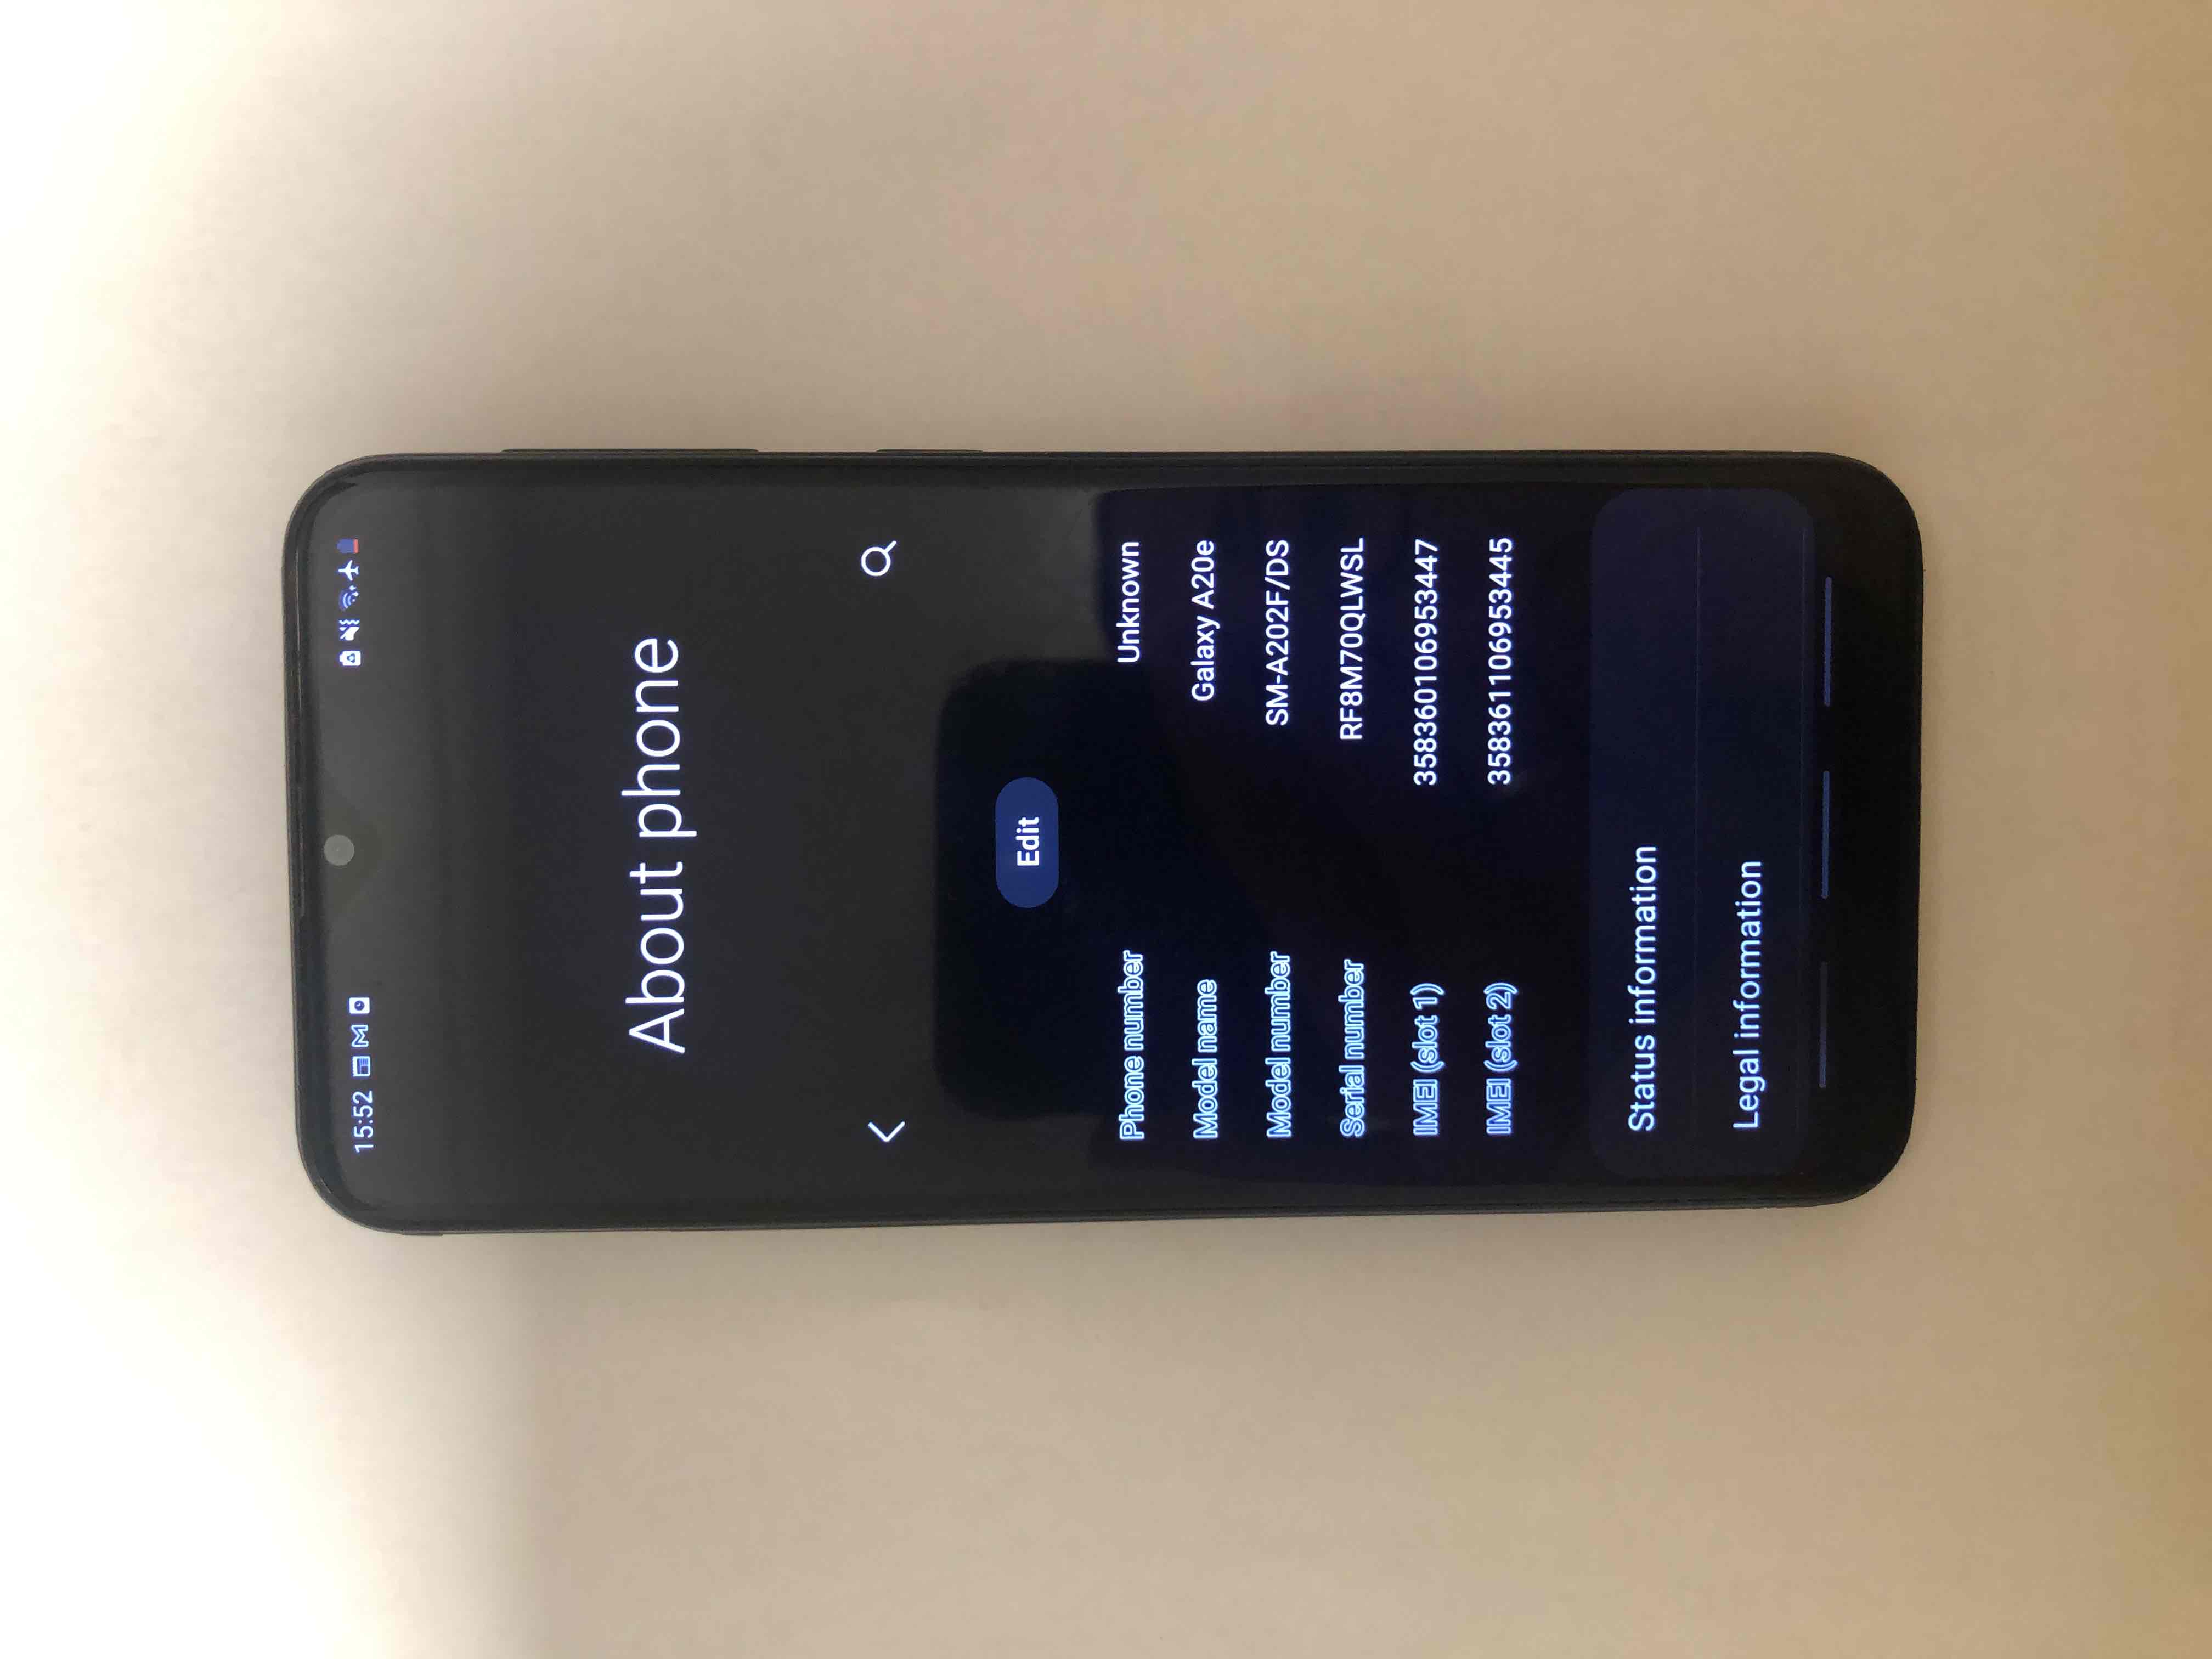 15:52
About phone
Edit
Phone number Unknown
Model name Galaxy A20e
Model number SM-A202F/DS
Serial number RF8M70QLWSL
IMEI (slot 1) 358360106953447
IMEI (slot 2) 358361106953445
Status information
Legal information